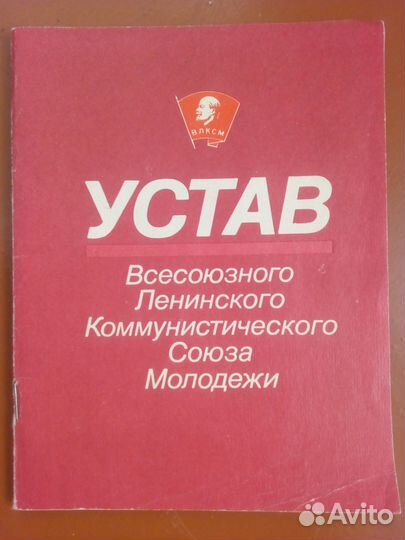 ВЛКСМ
УСТАВ
Всесоюзного
Ленинского
Коммунистического
Союза
Молодежи
Avito